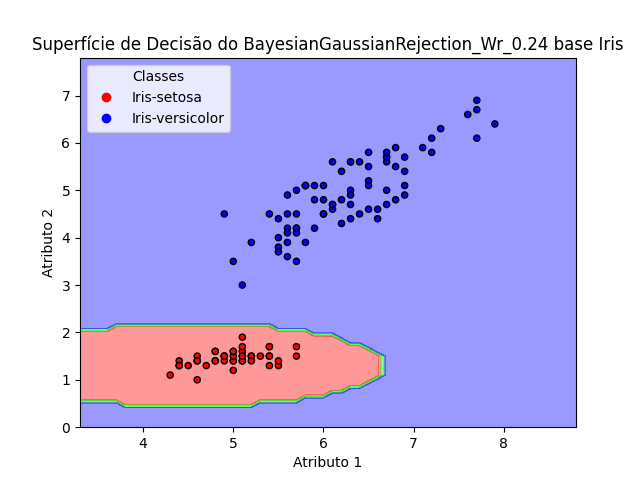 Superfície de Decisão do BayesianGaussianRejection_Wr_0.24 base Iris
Classes
Iris-setosa
Iris-versicolor
Atributo 2
7
6
5
4
3
2
1
0
4 5 6 7 8
Atributo 1